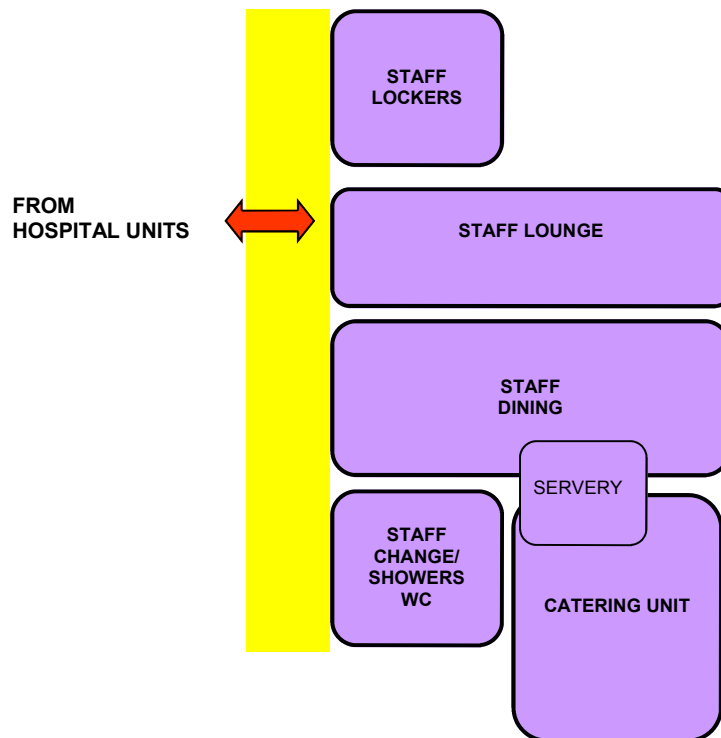 STAFF
LOCKERS
FROM
HOSPITAL UNITS
STAFF LOUNGE
STAFF
DINING
SERVERY
STAFF
CHANGE/
SHOWERS
WC
CATERING UNIT